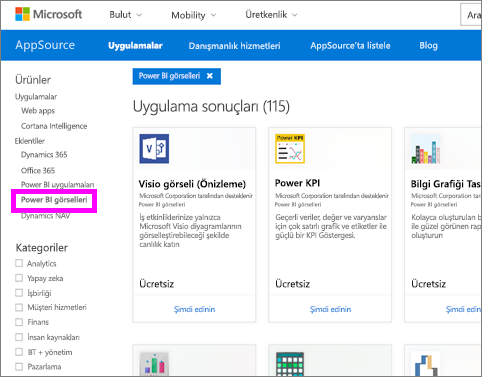 Microsoft
Bulut
Mobility
Üretkenlik
Ara
AppSource
Uygulamalar
Danışmanlık hizmetleri
AppSource'ta listele
Blog
Ürünler
Uygulamalar
Web apps
Cortana Intelligence
Eklentiler
Dynamics 365
Office 365
Power BI uygulamaları
Power BI görselleri
Dynamics NAV
Kategoriler
Analytics
Yapay zeka
İşbirliği
Müşteri hizmetleri
Finans
İnsan kaynakları
BT + yönetim
Pazarlama
Power BI görselleri ×
Uygulama sonuçları (115)
Visio görseli (Önizleme)
Microsoft Corporation tarafından desteklenir
Power BI görselleri
İş etkinliklerinize yalnızca
Microsoft Visio diyagramlarının
görselleştirebileceği şekilde
canlılık katın
Ücretsiz
Şimdi edinin
Power KPI
Power KPI
Microsoft Corporation tarafından desteklenir
Power BI görselleri
Geçerli veriler, değer ve varyanslar
için çok satırlı grafik ve etiketler ile
güçlü bir KPI Göstergesi.
Ücretsiz
Şimdi edinin
Bilgi Grafiği Tas
Microsoft Corporation tarafından
Power BI görselleri
Kolayca oluşturulan b
ile güzel görünen rap
oluşturun
Ücretsiz
Şimdi edinin